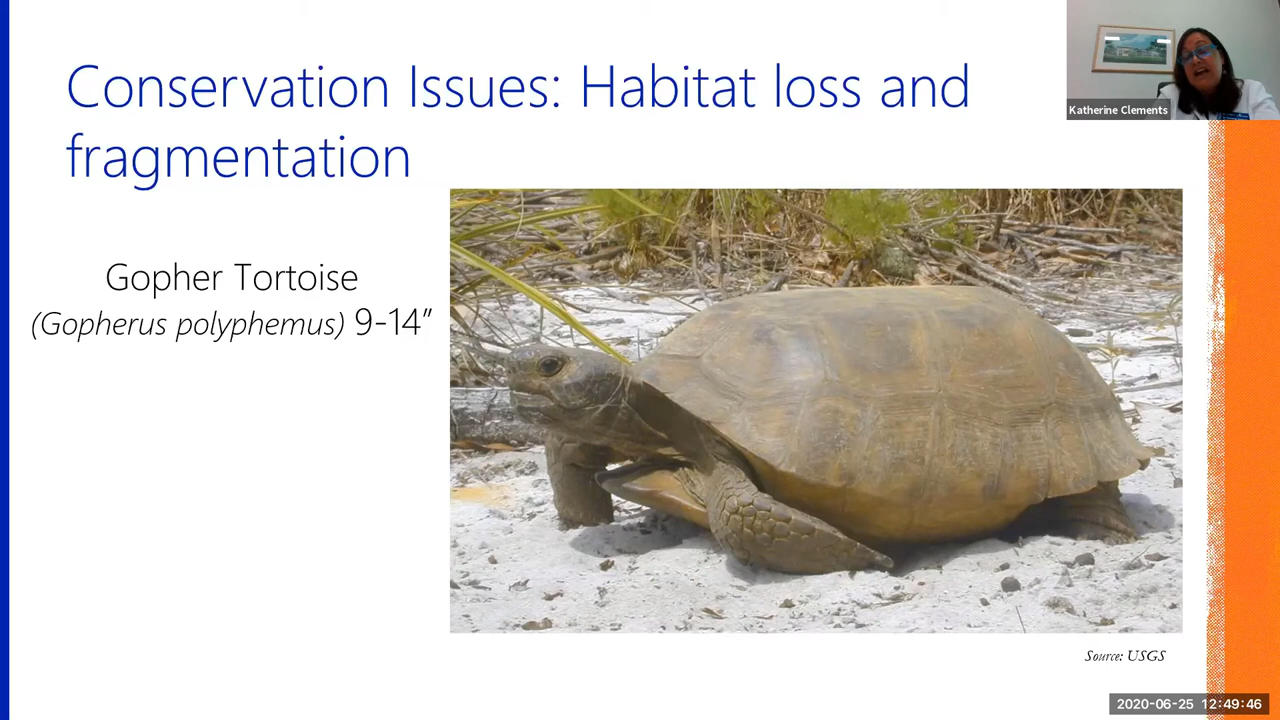 Conservation Issues: Habitat loss and
fragmentation
Katherine Clements
Gopher Tortoise
(Gopherus polyphemus) 9-14"
Source: USGS
2020-06-25 12:49:46